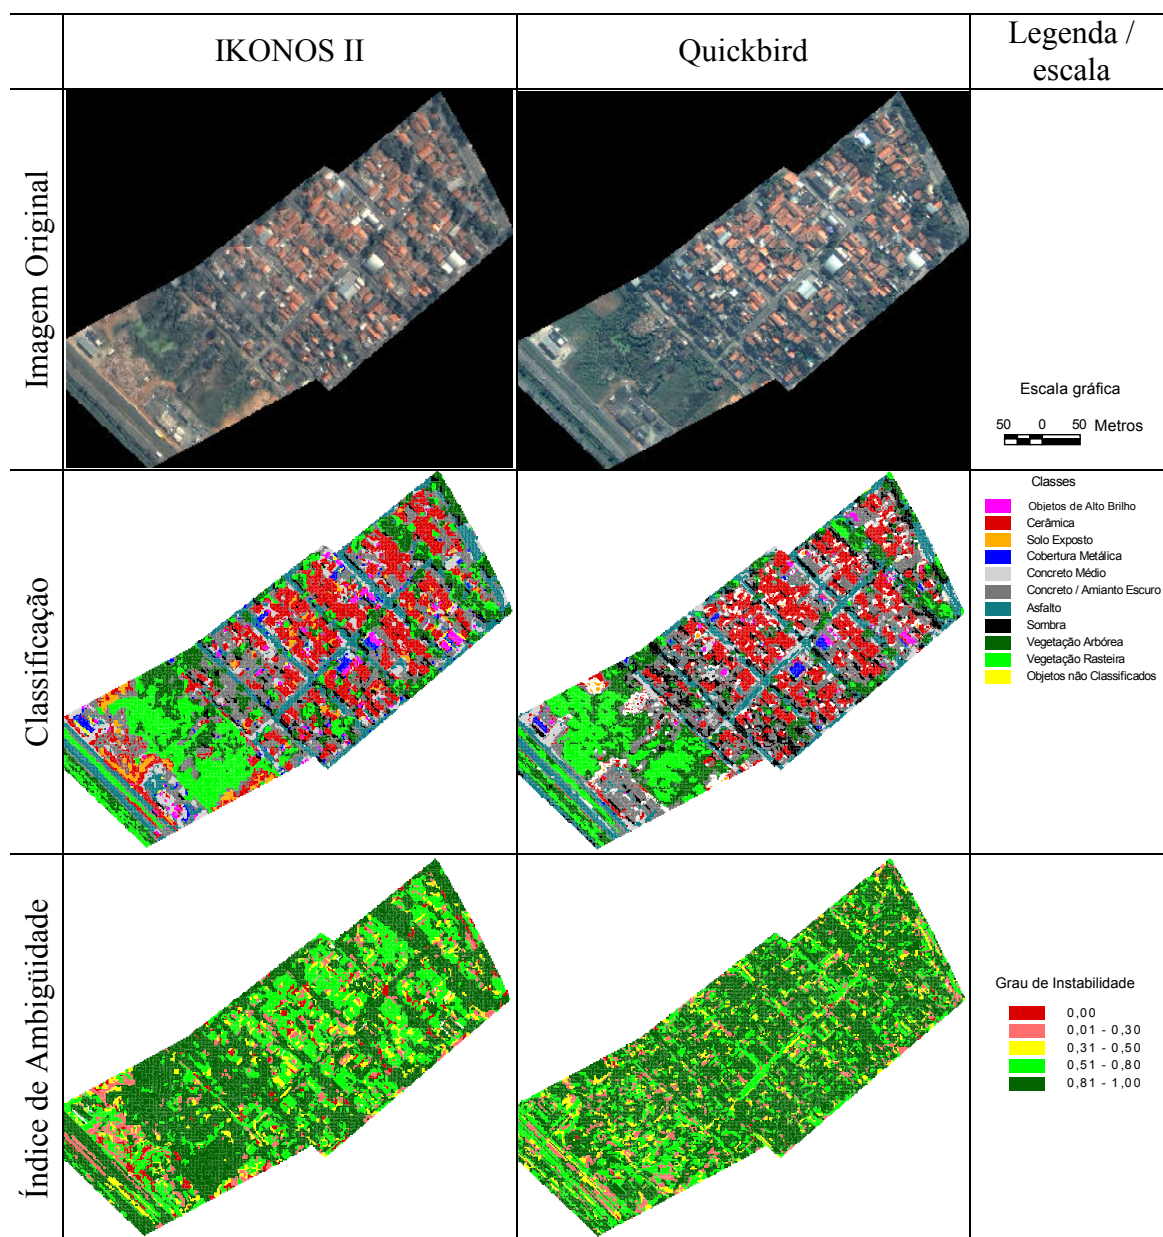 IKONOS II
Quickbird
Legenda /
escala
Imagem Original
Escala gráfica
50 0 50 Metros
Classificação
Classes
Objetos de Alto Brilho
Cerâmica
Solo Exposto
Cobertura Metálica
Concreto Médio
Concreto / Amianto Escuro
Asfalto
Sombra
Vegetação Arbórea
Vegetação Rasteira
Objetos não Classificados
Índice de Ambigüidade
Grau de Instabilidade
0,00
0,01 - 0,30
0,31 - 0,50
0,51 - 0,80
0,81 - 1,00